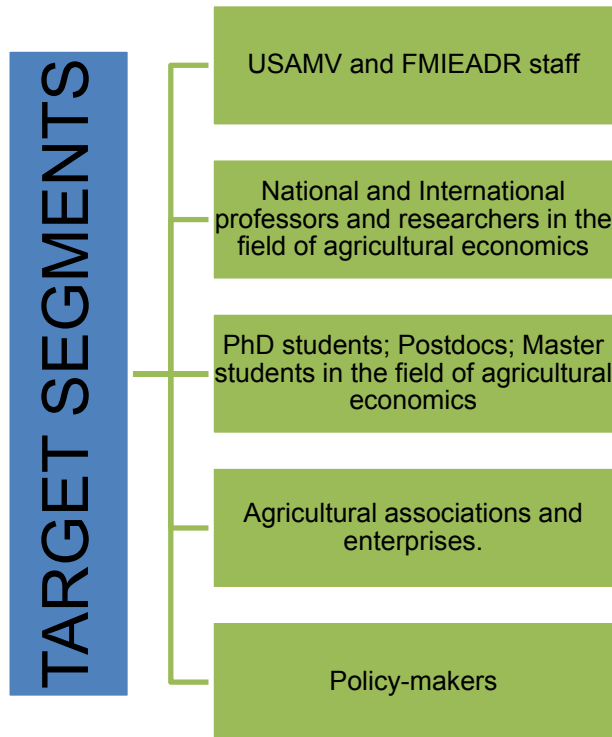 TARGET SEGMENTS
USAMV and FMIEADR staff
National and International
professors and researchers in the
field of agricultural economics
PhD students; Postdocs; Master
students in the field of agricultural
economics
Agricultural associations and
enterprises.
Policy-makers